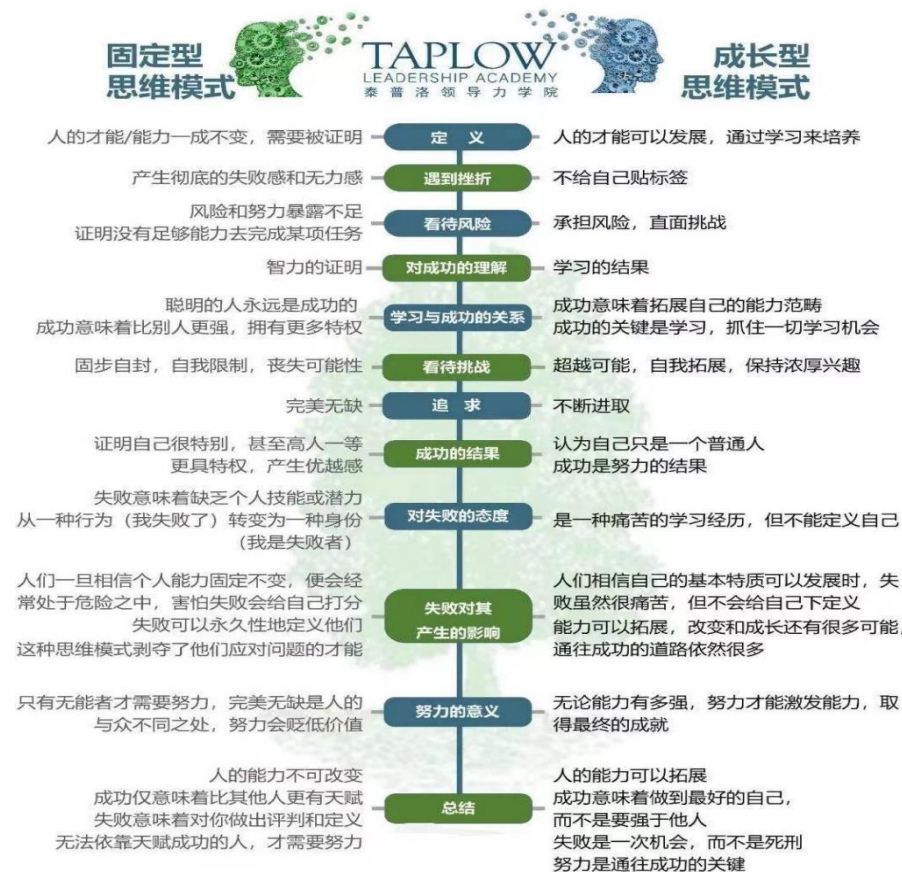 固定型
思维模式
TAPLOW
LEADERSHIP ACADEMY
泰普洛领导力学院
成长型
思维模式
人的才能/能力一成不变，需要被证明
定 义
人的才能可以发展，通过学习来培养
产生彻底的失败感和无力感
遇到挫折
不给自己贴标签
风险和努力暴露不足
证明没有足够能力去完成某项任务
看待风险
承担风险，直面挑战
智力的证明
对成功的理解
学习的结果
聪明的人永远是成功的
成功意味着比别人更强，拥有更多特权
学习与成功的关系
成功意味着拓展自己的能力范畴
成功的关键是学习，抓住一切学习机会
固步自封，自我限制，丧失可能性
看待挑战
超越可能，自我拓展，保持浓厚兴趣
完美无缺
追 求
不断进取
证明自己很特别，甚至高人一等
更具特权，产生优越感
成功的结果
认为自己只是一个普通人
成功是努力的结果
失败意味着缺乏个人技能或潜力
从一种行为（我失败了）转变为一种身份
（我是失败者）
对失败的态度
是一种痛苦的学习经历，但不能定义自己
人们一旦相信个人能力固定不变，便会经
常处于危险之中，害怕失败会给自己打分
失败可以永久性地定义他们
这种思维模式剥夺了他们应对问题的才能
失败对其
产生的影响
人们相信自己的基本特质可以发展时，失
败虽然很痛苦，但不会给自己下定义
能力可以拓展，改变和成长还有很多可能，
通往成功的道路依然很多
只有无能者才需要努力，完美无缺是人的
与众不同之处，努力会贬低价值
努力的意义
无论能力有多强，努力才能激发能力，取
得最终的成就
人的能力不可改变
成功仅意味着比其他人更有天赋
失败意味着对你做出评判和定义
无法依靠天赋成功的人，才需要努力
总结
人的能力可以拓展
成功意味着做到最好的自己，
而不是要强于他人
失败是一次机会，而不是死刑
努力是通往成功的关键